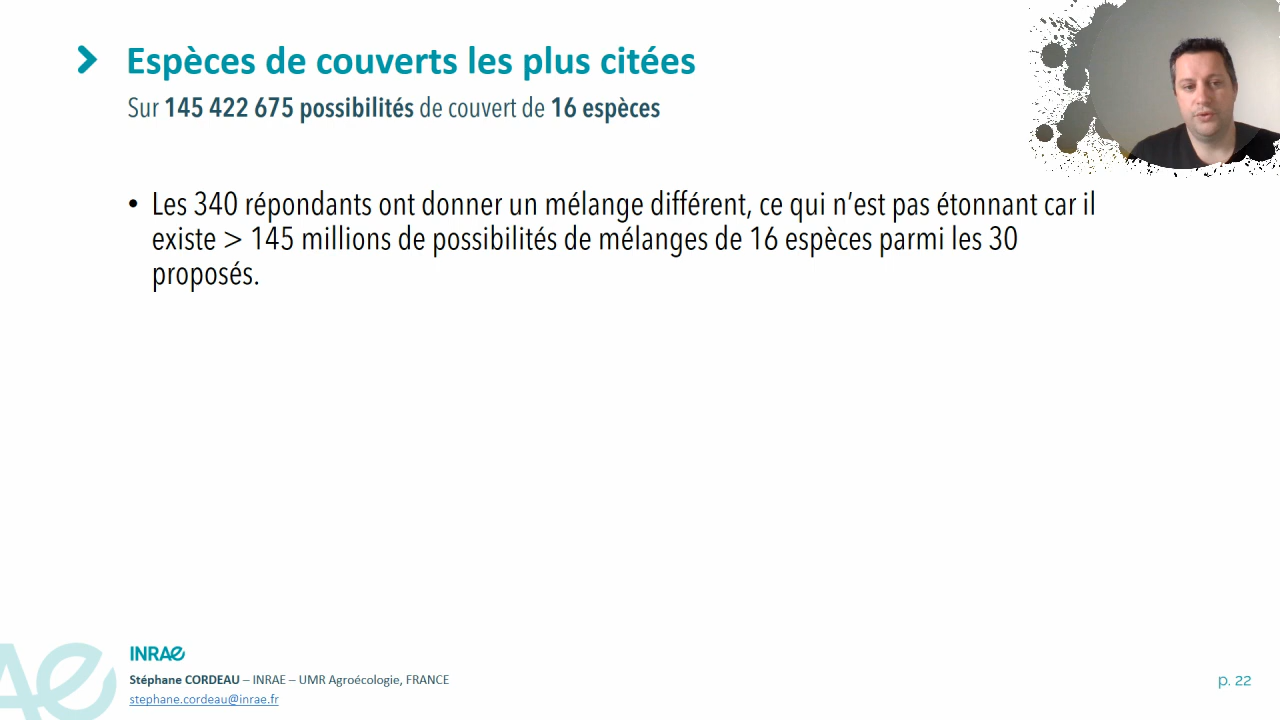 Espèces de couverts les plus citées
Sur 145 422 675 possibilités de couvert de 16 espèces
• Les 340 répondants ont donner un mélange différent, ce qui n’est pas étonnant car il
existe > 145 millions de possibilités de mélanges de 16 espèces parmi les 30
proposés.
INRAE
Stéphane CORDEAU – INRAE – UMR Agroécologie, FRANCE
stephane.cordeau@inrae.fr
p. 22